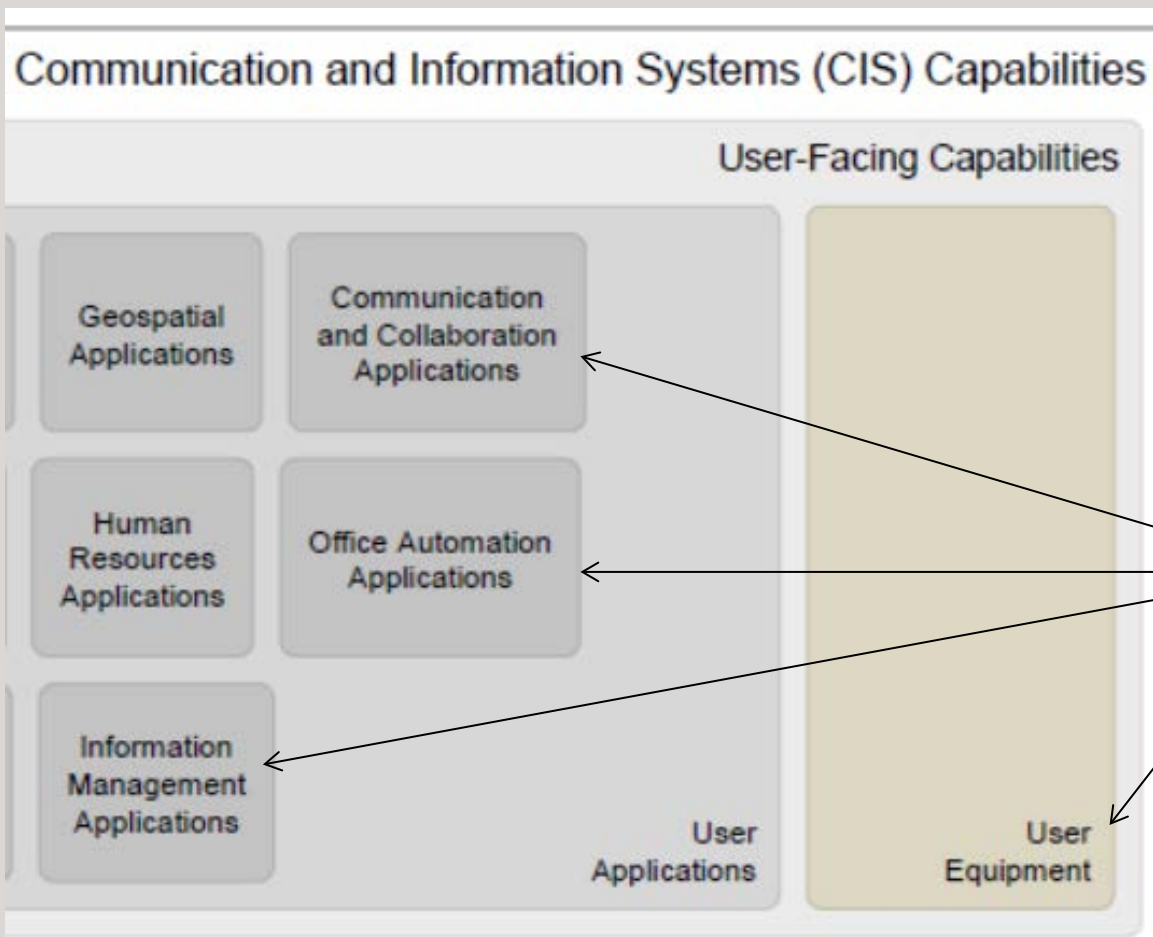 Communication and Information Systems (CIS) Capabilities
User-Facing Capabilities
Geospatial
Applications
Communication
and Collaboration
Applications
Human
Resources
Applications
Office Automation
Applications
Information
Management
Applications
User
Applications
User
Equipment